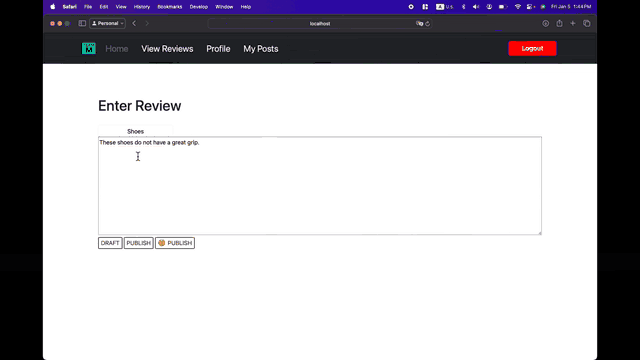 Safari File Edit View History Bookmarks Develop Window Help A U.S. Fri Jan 5 1:44 PM
Personal localhost
M Home View Reviews Profile My Posts Logout
Enter Review
Shoes
These shoes do not have a great grip.
DRAFT PUBLISH PUBLISH